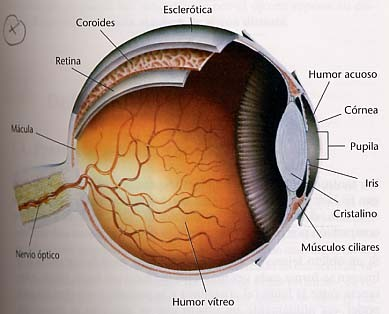 Esclerótica
Coroides
Retina
Humor acuoso
Córnea
Mácula
Pupila
Iris
Cristalino
Músculos ciliares
Nervio óptico
Humor vítreo